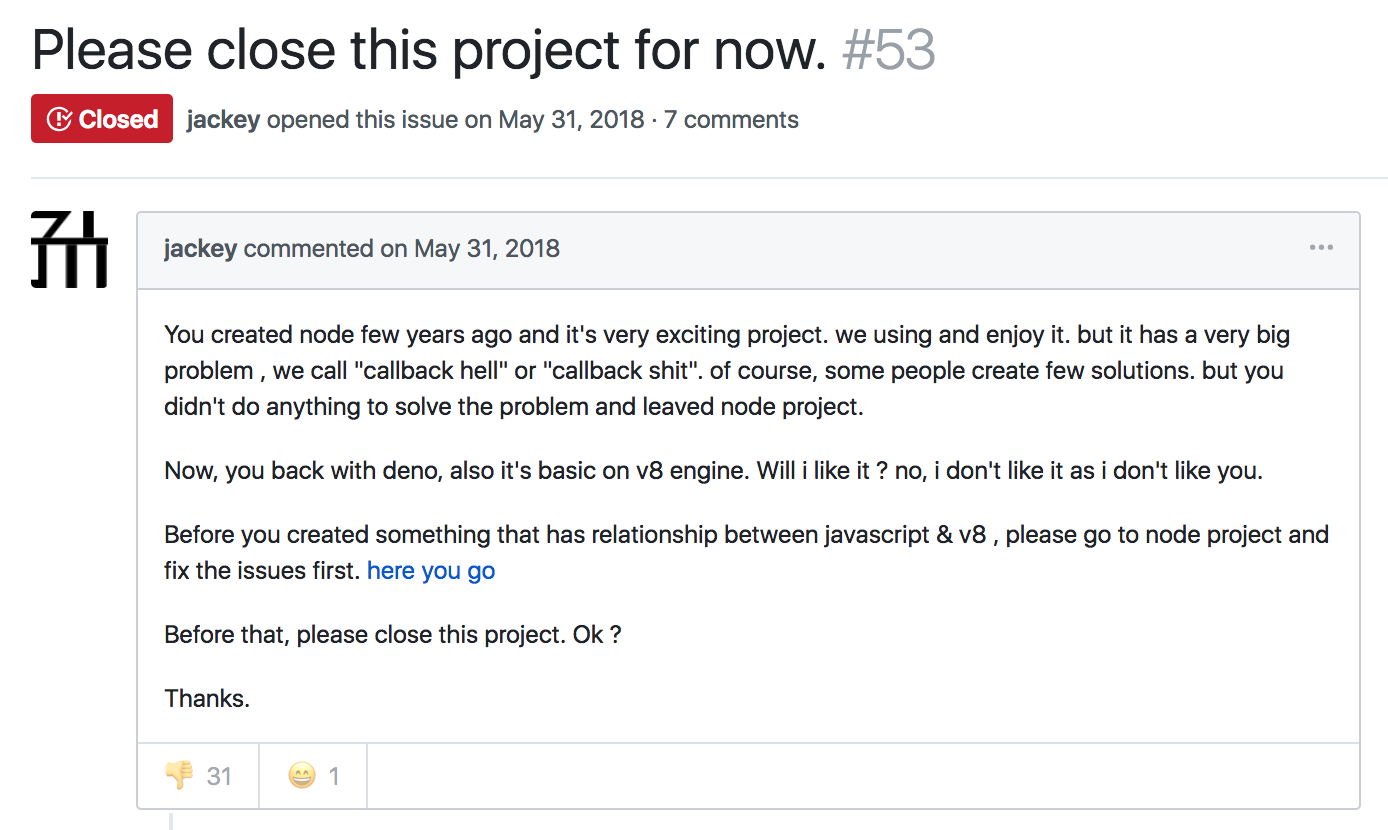 Please close this project for now. #53
Closed jackey opened this issue on May 31, 2018 · 7 comments
jackey commented on May 31, 2018
You created node few years ago and it's very exciting project. we using and enjoy it. but it has a very big
problem , we call "callback hell" or "callback shit". of course, some people create few solutions. but you
didn't do anything to solve the problem and leaved node project.
Now, you back with deno, also it's basic on v8 engine. Will i like it ? no, i don't like it as i don't like you.
Before you created something that has relationship between javascript & v8 , please go to node project and
fix the issues first. here you go
Before that, please close this project. Ok ?
Thanks.
👎 31 😄 1